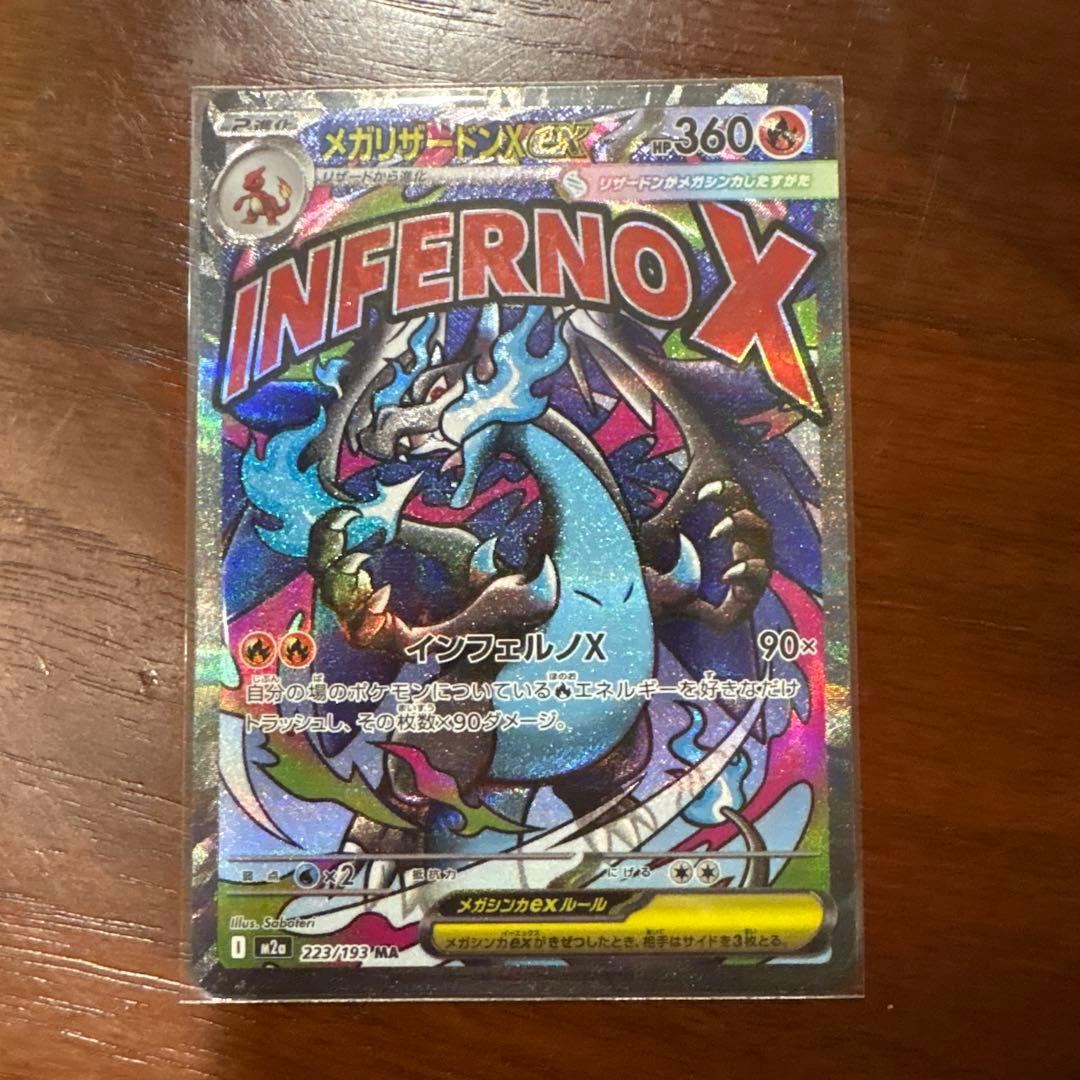 2進化
メガリザードンXex
HP360
リザードから進化
リザードンがメガシンカしたすがた
INFERNO X
インフェルノX 90×
自分の場のポケモンについているエネルギーを好きなだけ
トラッシュし、その枚数×90ダメージ。
弱点 ×2 抵抗力 にげる
メガシンカexルール
メガシンカexがきぜつしたとき、相手はサイドを3枚とる。
Illus. Saboteri
I M2a 223/193 MA